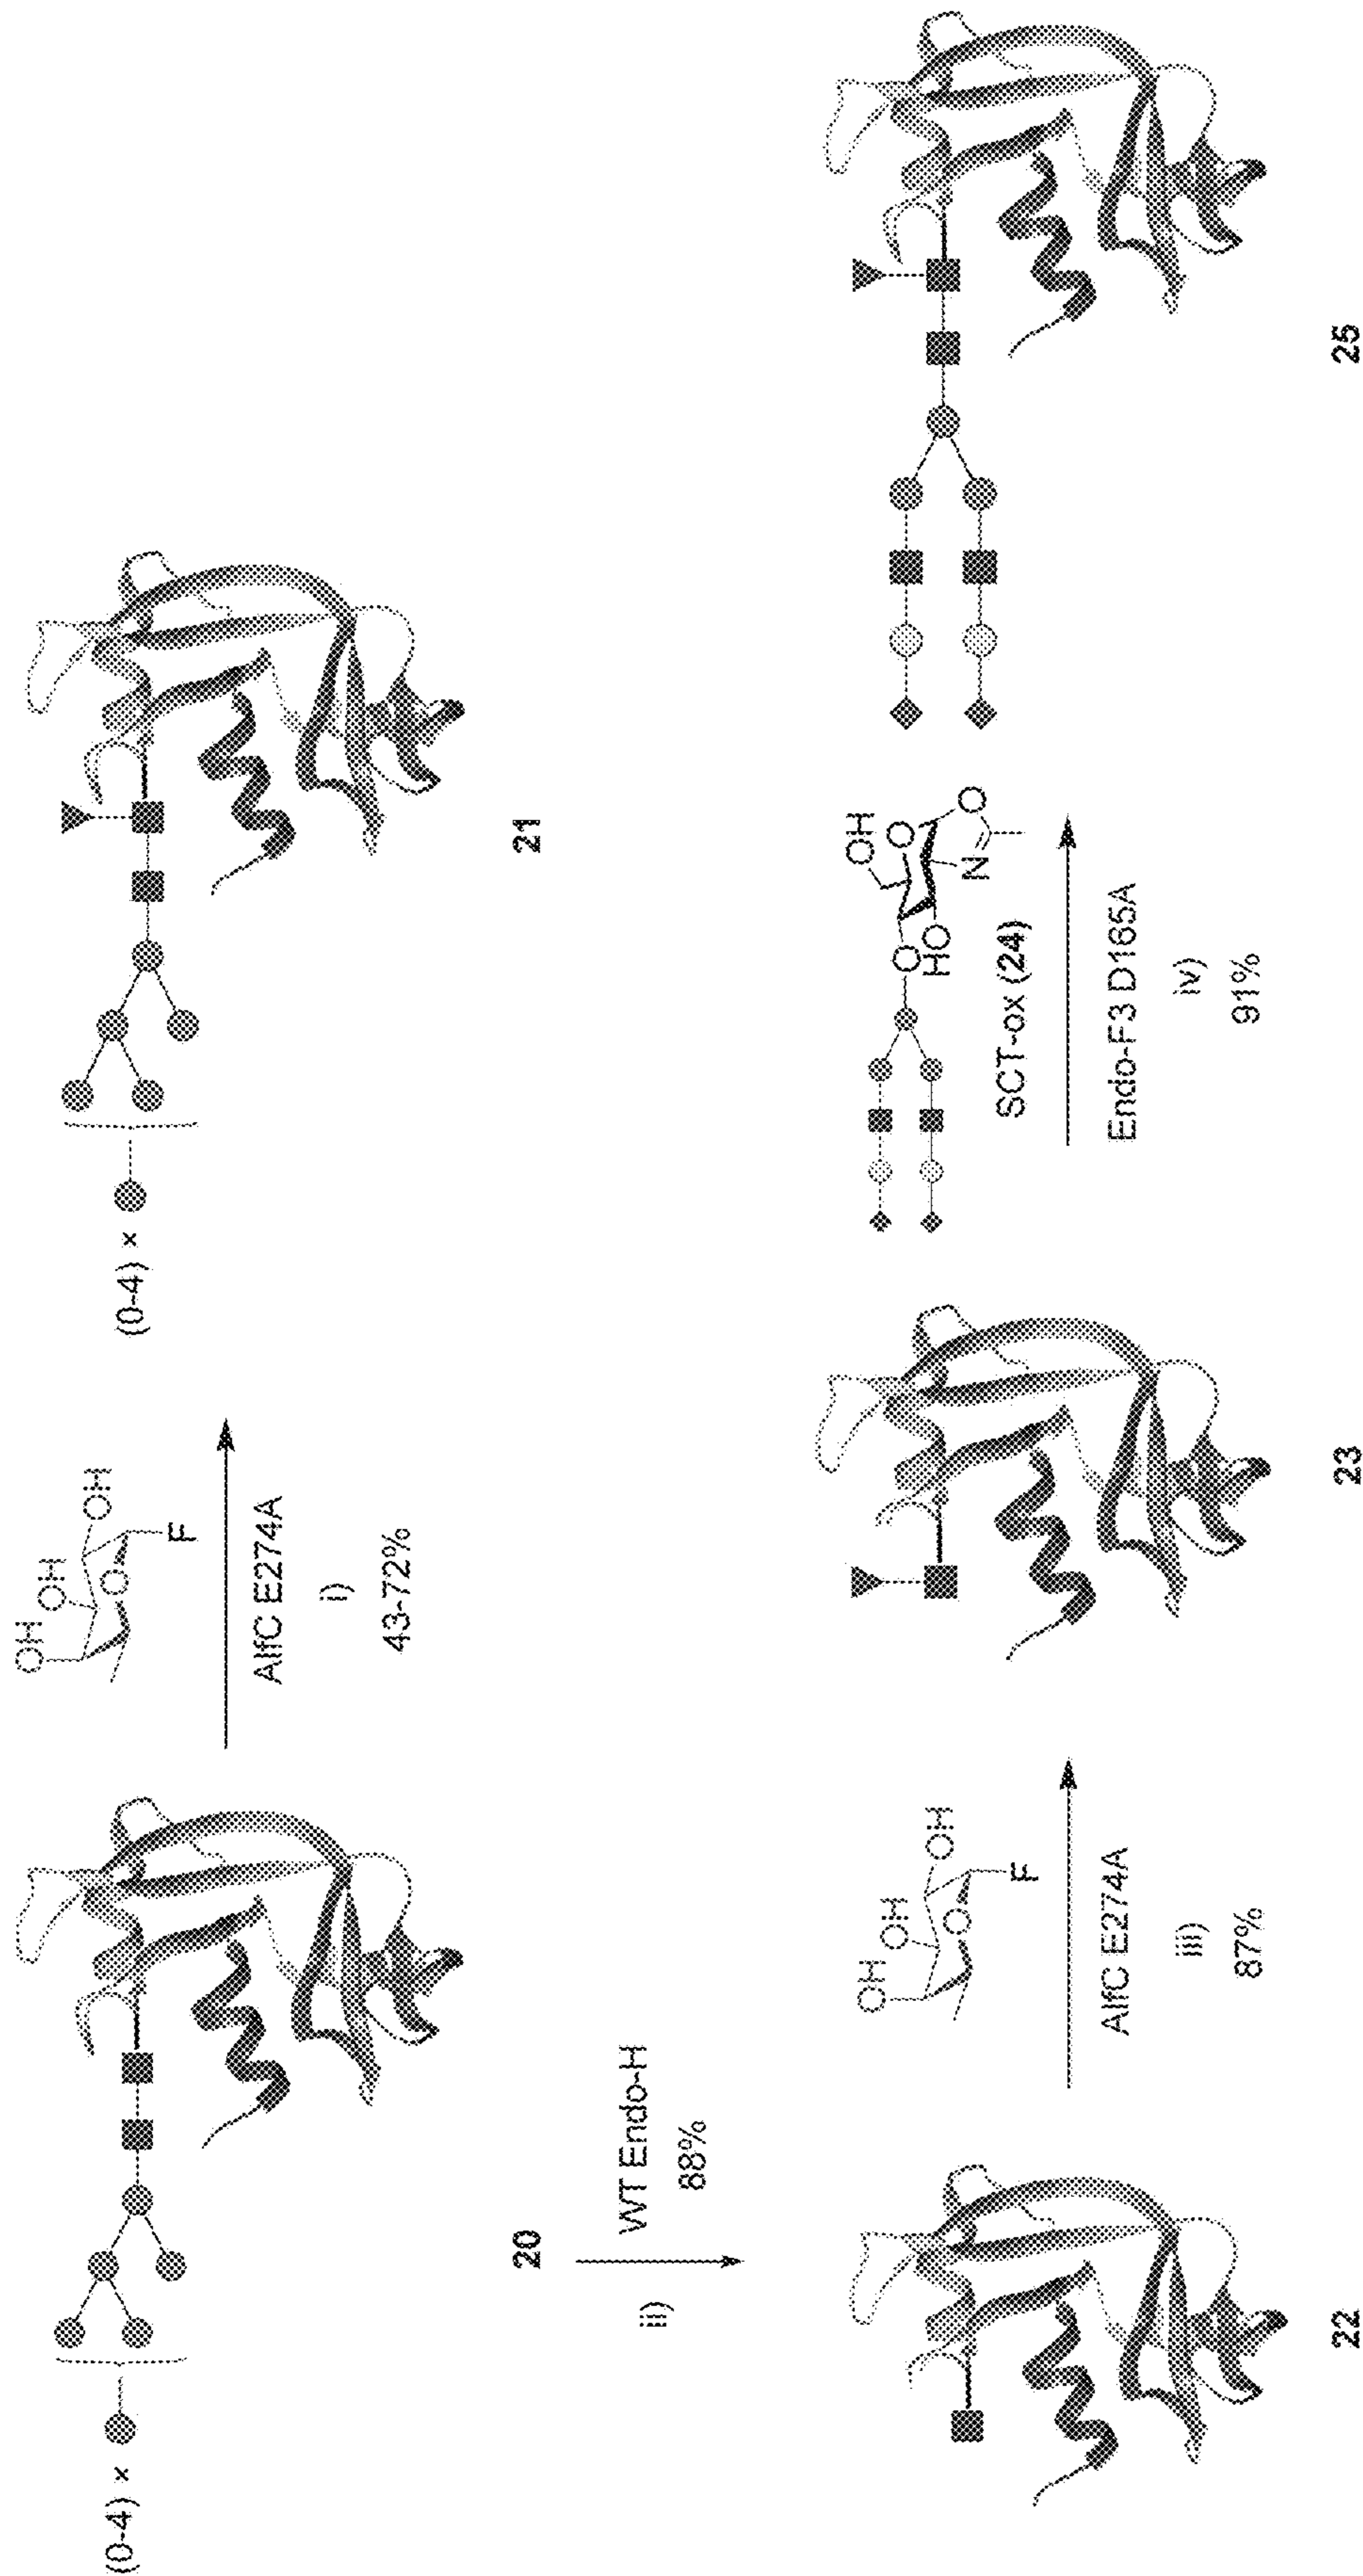 (0-4) ×
20
OH
OH
OH
O
F
AlfC E274A
i)
43-72%
(0-4) ×
21
ii)
WT Endo-H
88%
22
OH
OH
OH
O
F
AlfC E274A
iii)
87%
23
OH
O
O
HO
N
O
SCT-ox (24)
Endo-F3 D165A
iv)
91%
25